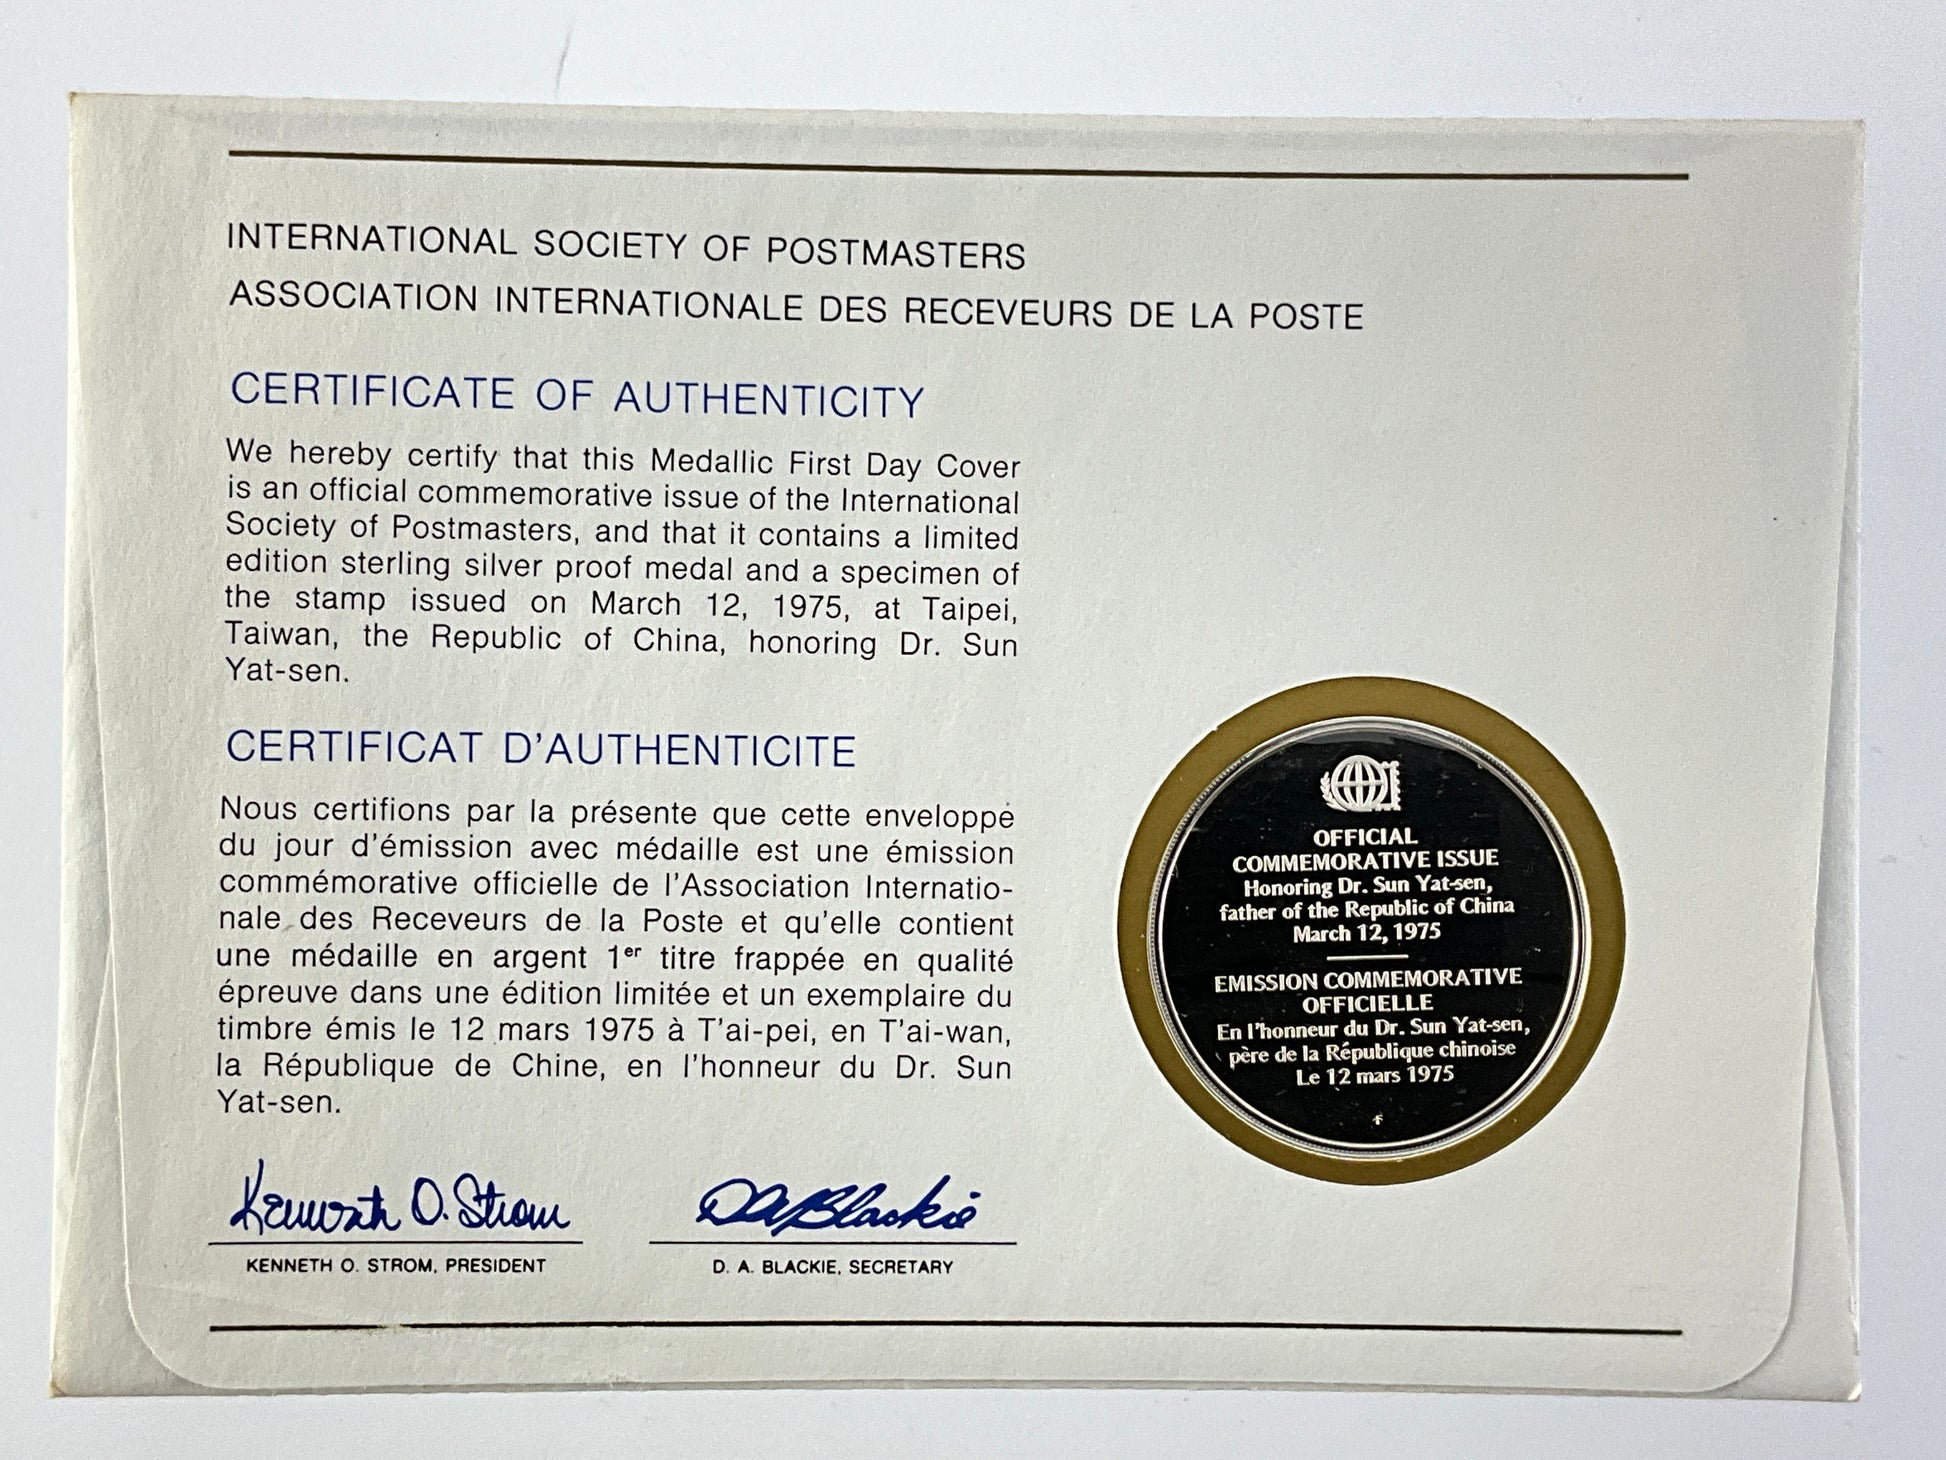 INTERNATIONAL SOCIETY OF POSTMASTERS
ASSOCIATION INTERNATIONALE DES RECEVEURS DE LA POSTE
CERTIFICATE OF AUTHENTICITY
We hereby certify that this Medallic First Day Cover
is an official commemorative issue of the International
Society of Postmasters, and that it contains a limited
edition sterling silver proof medal and a specimen of
the stamp issued on March 12, 1975, at Taipei,
Taiwan, the Republic of China, honoring Dr. Sun
Yat-sen.
CERTIFICAT D'AUTHENTICITE
Nous certifions par la présente que cette enveloppe
du jour d'émission avec médaille est une émission
commémorative officielle de l'Association Internatio-
nale des Receveurs de la Poste et qu'elle contient
une médaille en argent 1er titre frappée en qualité
épreuve dans une édition limitée et un exemplaire du
timbre émis le 12 mars 1975 à T'ai-pei, en T'ai-wan,
la République de Chine, en l'honneur du Dr. Sun
Yat-sen.
Kenneth O. Strom
KENNETH O. STROM, PRESIDENT
D A Blackie
D. A. BLACKIE, SECRETARY
OFFICIAL
COMMEMORATIVE ISSUE
Honoring Dr. Sun Yat-sen,
father of the Republic of China
March 12, 1975
EMISSION COMMEMORATIVE
OFFICIELLE
En l'honneur du Dr. Sun Yat-sen,
père de la République chinoise
Le 12 mars 1975